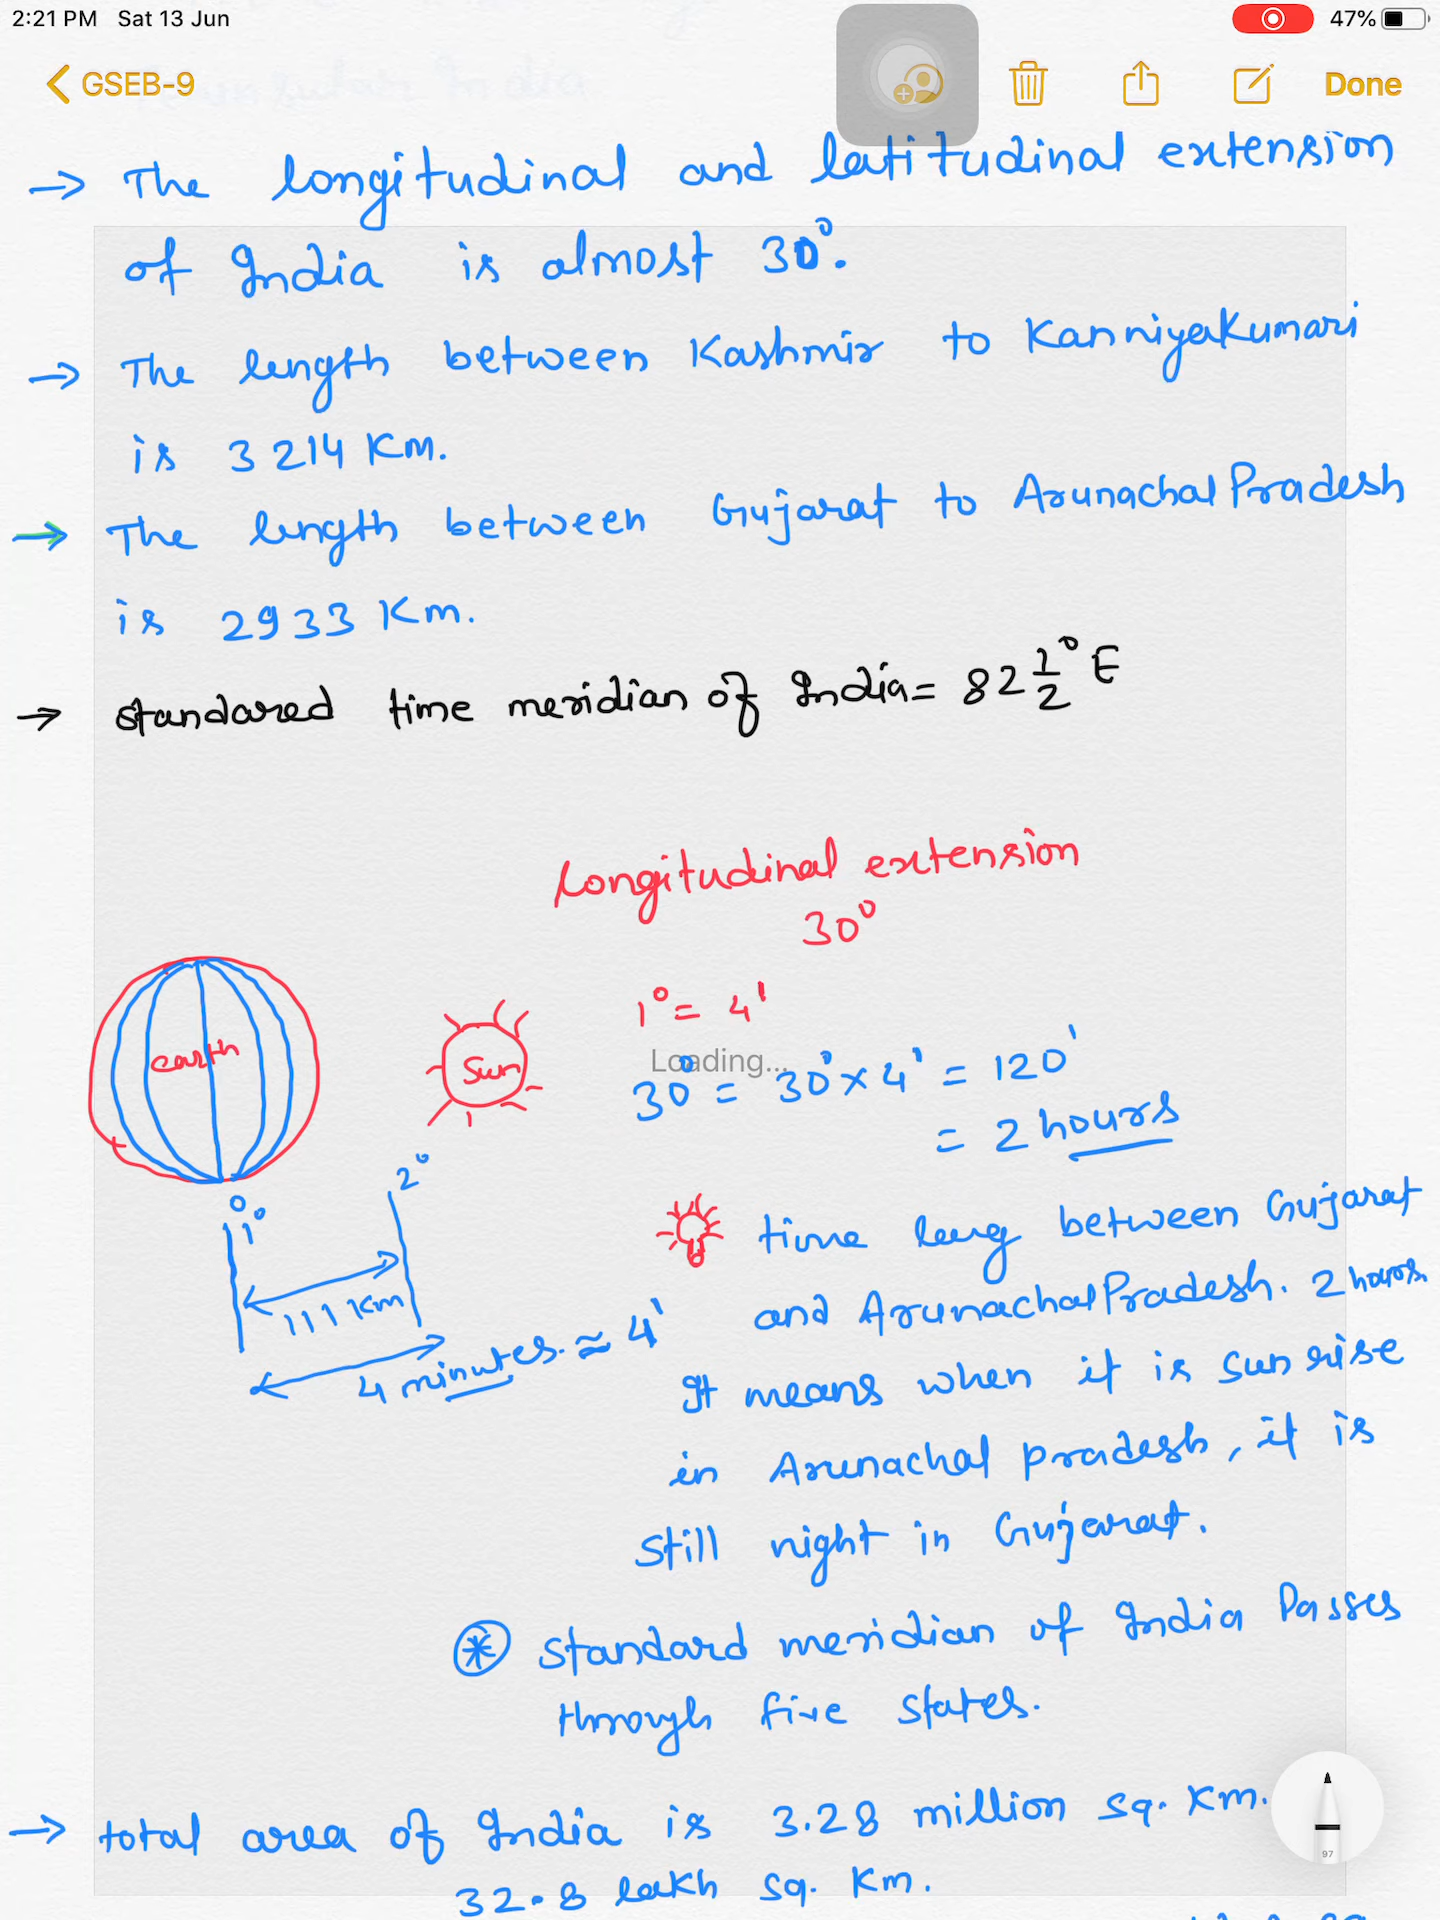 2:21 PM Sat 13 Jun 47%
GSEB-9 Done
→ The longitudinal and latitudinal extension
of India is almost 30°.
→ The length between Kashmir to Kanniyakumari
is 3214 Km.
→ The length between Gujarat to Arunachal Pradesh
is 2933 Km.
→ standared time meridian of India = 82 1/2° E
Longitudinal extension
30°
1° = 4'
earth
Sun
Loading...
30° = 30° × 4' = 120'
= 2 hours
1°
2°
111 Km
4 minutes. ≈ 4'
time leng between Gujarat
and Arunachal Pradesh. 2 hours
It means when it is sun rise
in Arunachal pradesh, it is
still night in Gujarat.
* standard meridian of India Passes
through five states.
→ total area of India is 3.28 million sq. Km.
32.8 lakh sq. Km.
97